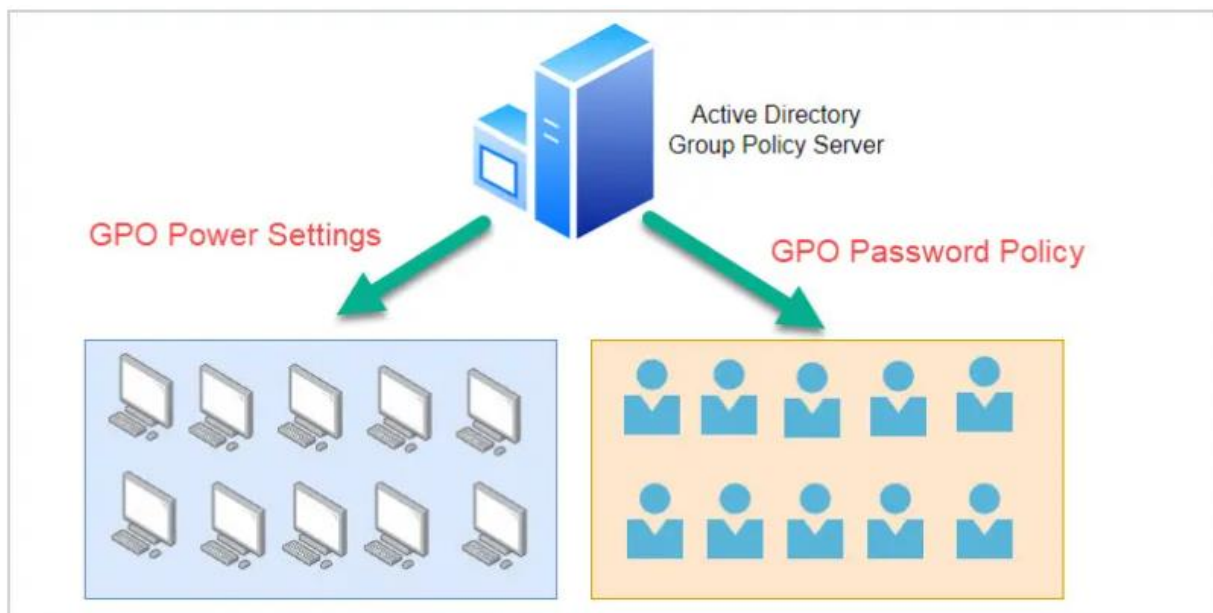 Active Directory
Group Policy Server
GPO Power Settings
GPO Password Policy